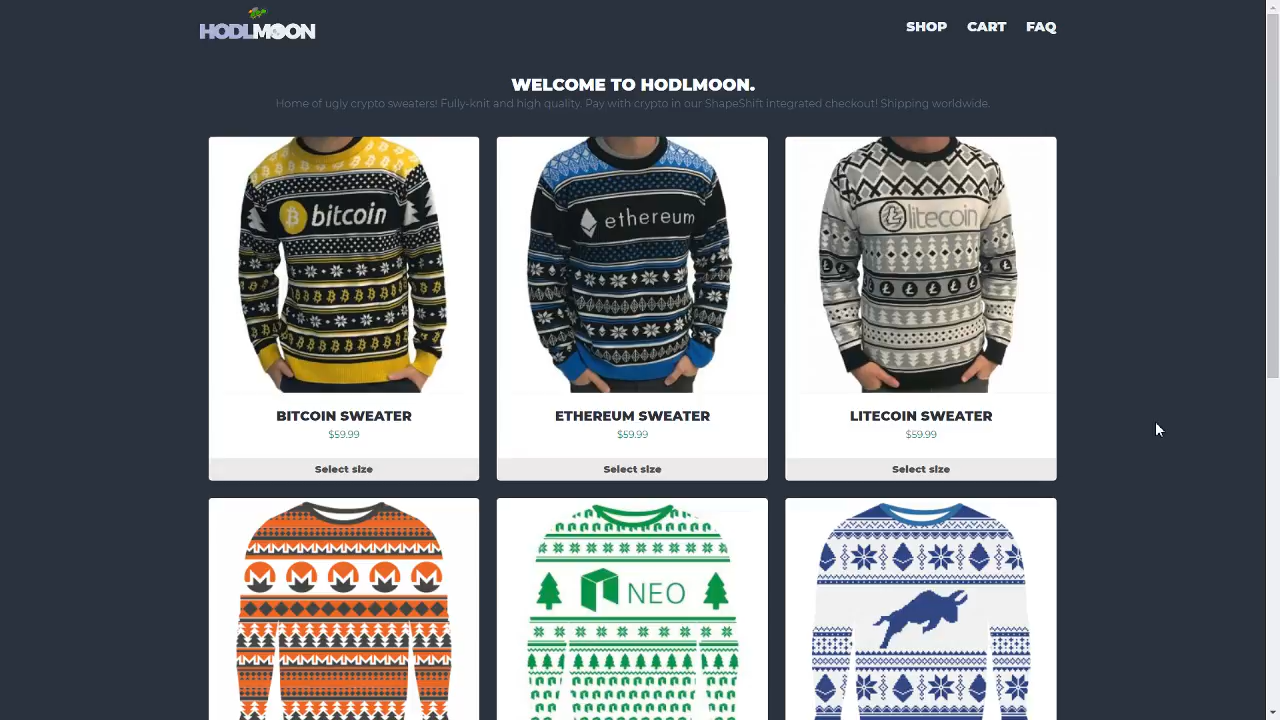 HODLMOON
SHOP CART FAQ
WELCOME TO HODLMOON.
Home of ugly crypto sweaters! Fully-knit and high quality. Pay with crypto in our ShapeShift integrated checkout! Shipping worldwide.
bitcoin
ethereum
litecoin
BITCOIN SWEATER
ETHEREUM SWEATER
LITECOIN SWEATER
$59.99
$59.99
$59.99
Select size
Select size
Select size
NEO